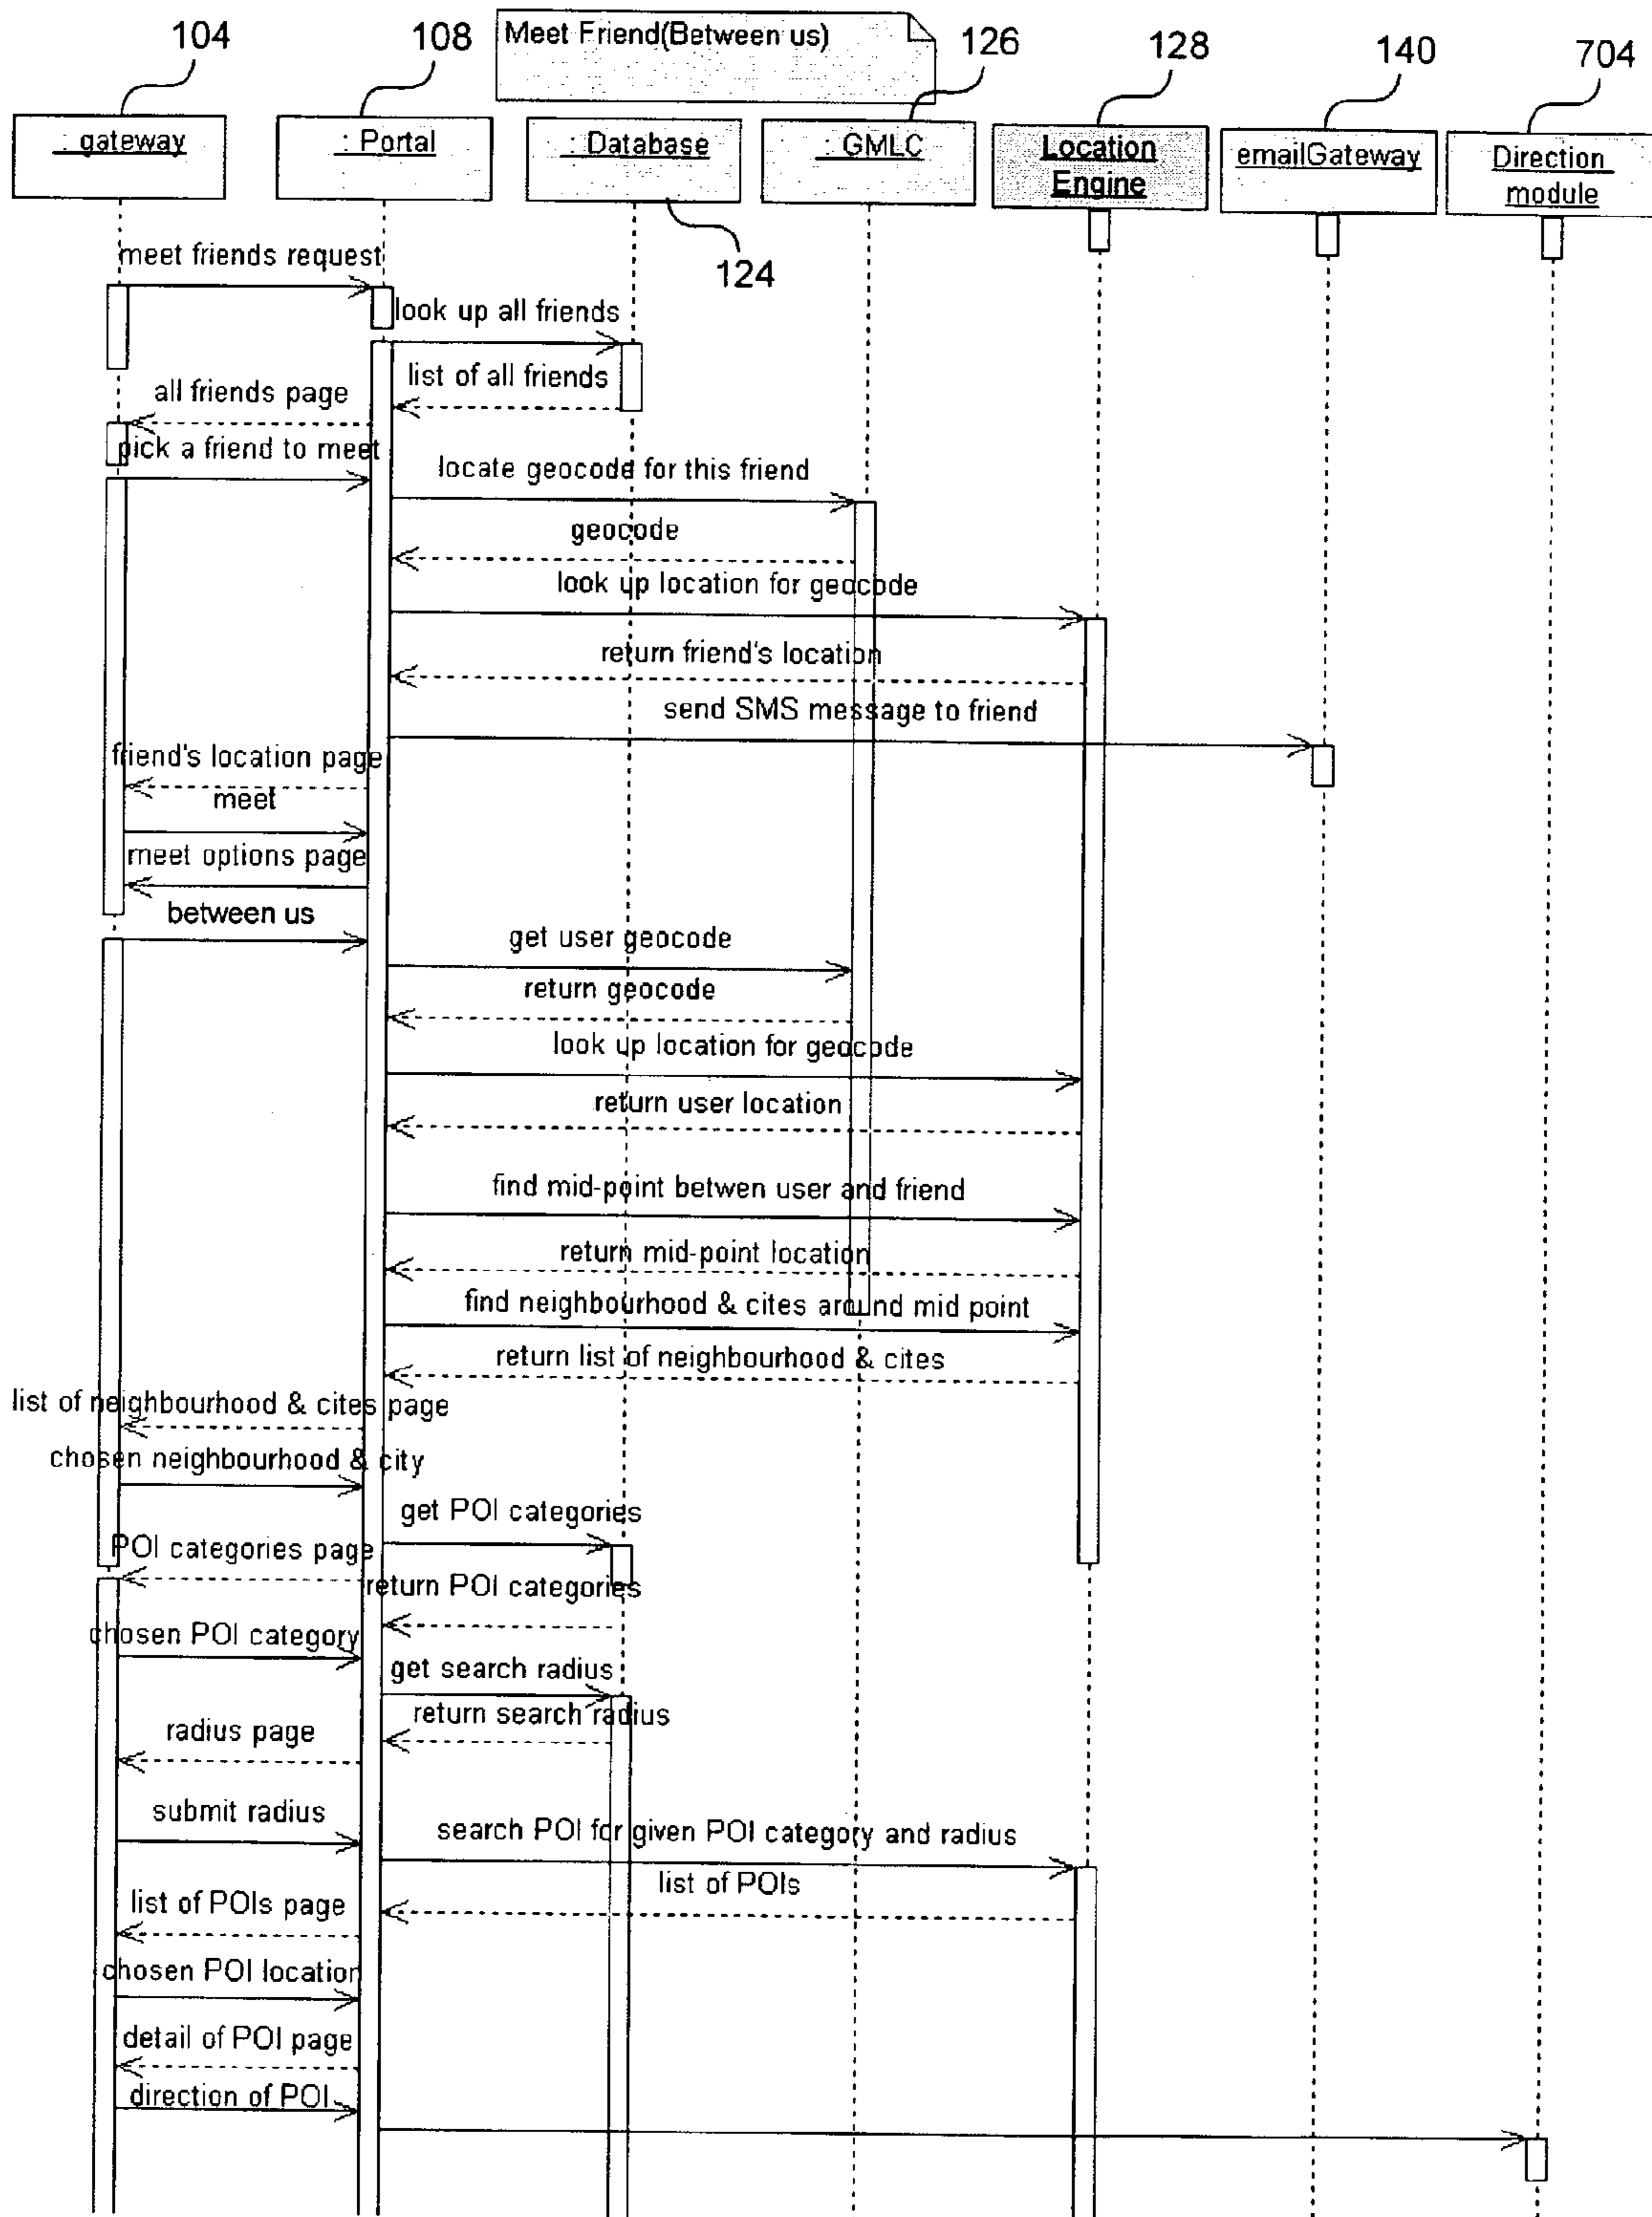 104
108
Meet Friend(Between us)
126
128
140
704
: gateway
: Portal
: Database
: GMLC
Location
Engine
emailGateway
Direction
module
124
meet friends request
look up all friends
list of all friends
all friends page
pick a friend to meet
locate geocode for this friend
geocode
look up location for geocode
return friend's location
send SMS message to friend
friend's location page
meet
meet options page
between us
get user geocode
return geocode
look up location for geocode
return user location
find mid-point betwen user and friend
return mid-point location
find neighbourhood & cites around mid point
return list of neighbourhood & cites
list of neighbourhood & cites page
chosen neighbourhood & city
get POI categories
POI categories page
return POI categories
chosen POI category
get search radius
return search radius
radius page
submit radius
search POI for given POI category and radius
list of POIs
list of POIs page
chosen POI location
detail of POI page
direction of POI